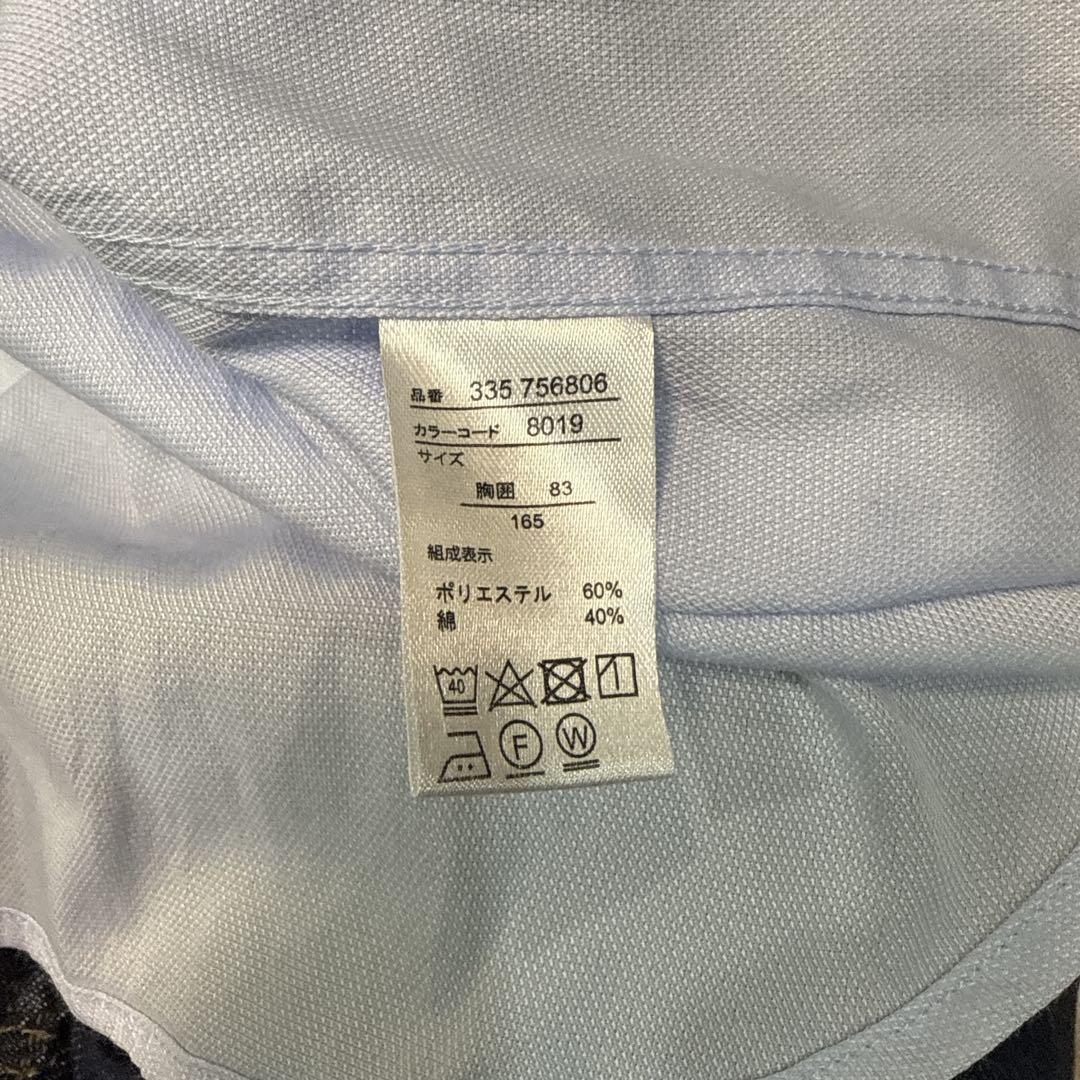 品番 335 756806
カラーコード 8019
サイズ
胸囲 83
165
組成表示
ポリエステル 60%
綿 40%
40
F W